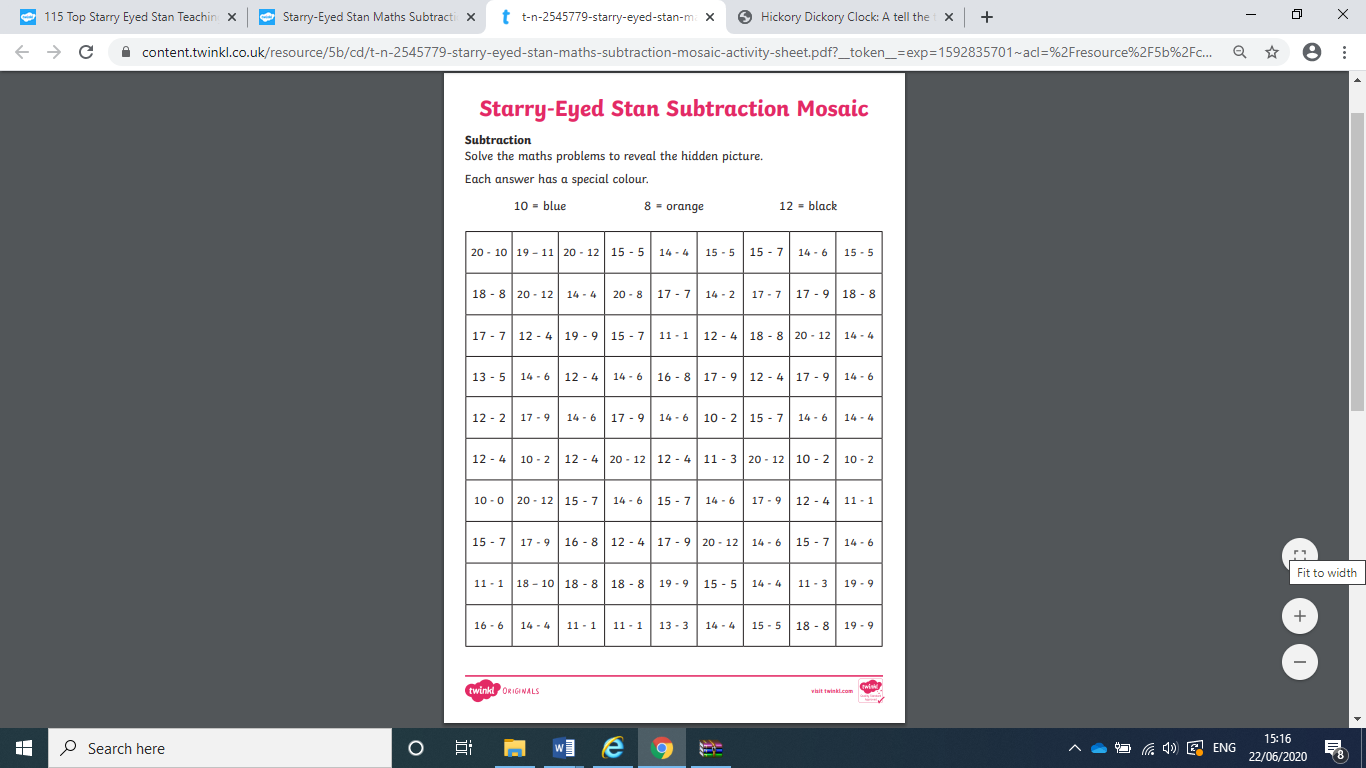 115 Top Starry Eyed Stan Teachin
Starry-Eyed Stan Maths Subtracti
t-n-2545779-starry-eyed-stan-ma
Hickory Dickory Clock: A tell the
content.twinkl.co.uk/resource/5b/cd/t-n-2545779-starry-eyed-stan-maths-subtraction-mosaic-activity-sheet.pdf?__token__=exp=1592835701~acl=%2Fresource%2F5b%2Fc...
Starry-Eyed Stan Subtraction Mosaic
Subtraction
Solve the maths problems to reveal the hidden picture.
Each answer has a special colour.
10 = blue 8 = orange 12 = black
20 - 10 19 – 11 20 - 12 15 - 5 14 - 4 15 - 5 15 - 7 14 - 6 15 - 5
18 - 8 20 - 12 14 - 4 20 - 8 17 - 7 14 - 2 17 - 7 17 - 9 18 - 8
17 - 7 12 - 4 19 - 9 15 - 7 11 - 1 12 - 4 18 - 8 20 - 12 14 - 4
13 - 5 14 - 6 12 - 4 14 - 6 16 - 8 17 - 9 12 - 4 17 - 9 14 - 6
12 - 2 17 - 9 14 - 6 17 - 9 14 - 6 10 - 2 15 - 7 14 - 6 14 - 4
12 - 4 10 - 2 12 - 4 20 - 12 12 - 4 11 - 3 20 - 12 10 - 2 10 - 2
10 - 0 20 - 12 15 - 7 14 - 6 15 - 7 14 - 6 17 - 9 12 - 4 11 - 1
15 - 7 17 - 9 16 - 8 12 - 4 17 - 9 20 - 12 14 - 6 15 - 7 14 - 6
11 - 1 18 – 10 18 - 8 18 - 8 19 - 9 15 - 5 14 - 4 11 - 3 19 - 9
16 - 6 14 - 4 11 - 1 11 - 1 13 - 3 14 - 4 15 - 5 18 - 8 19 - 9
twinkl ORIGINALS
visit twinkl.com
twinkl
Fit to width
Search here
ENG
15:16
22/06/2020
8